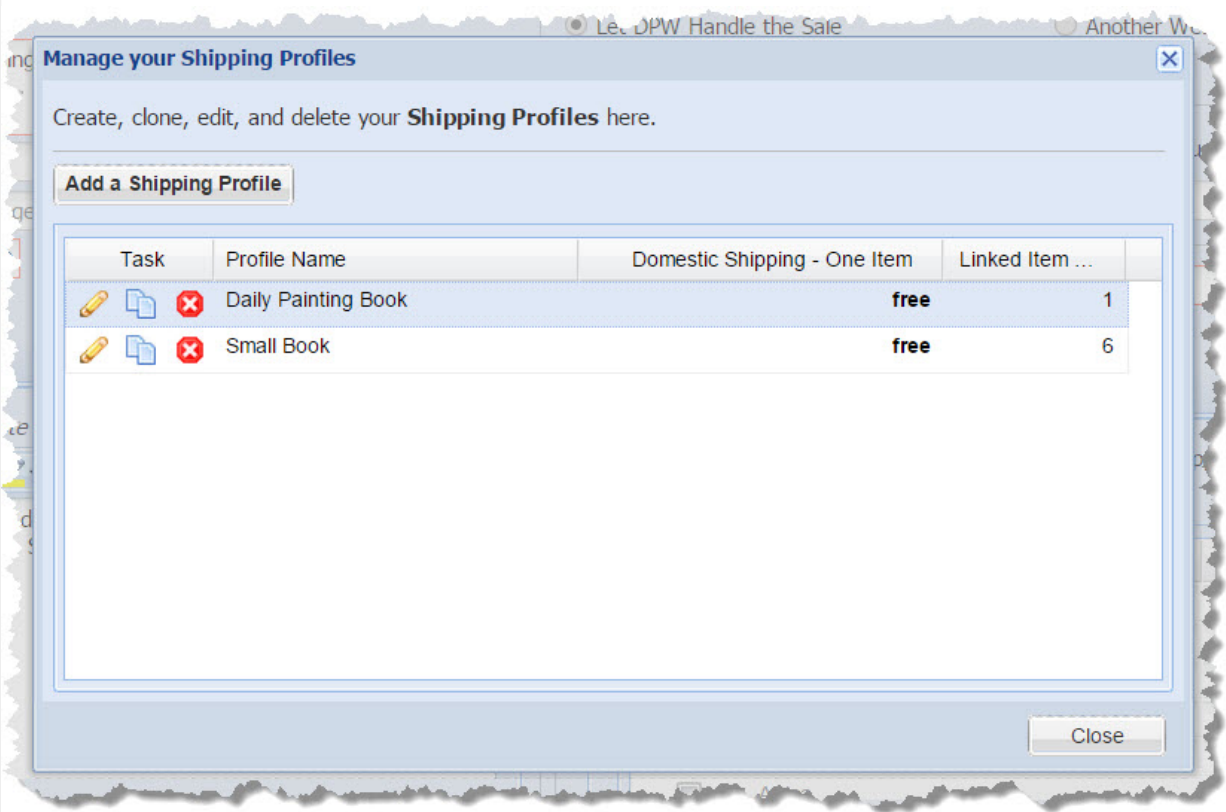 Let DPW Handle the Sale
Another
Manage your Shipping Profiles
Create, clone, edit, and delete your Shipping Profiles here.
Add a Shipping Profile
Task Profile Name Domestic Shipping - One Item Linked Item ...
Daily Painting Book free 1
Small Book free 6
Close